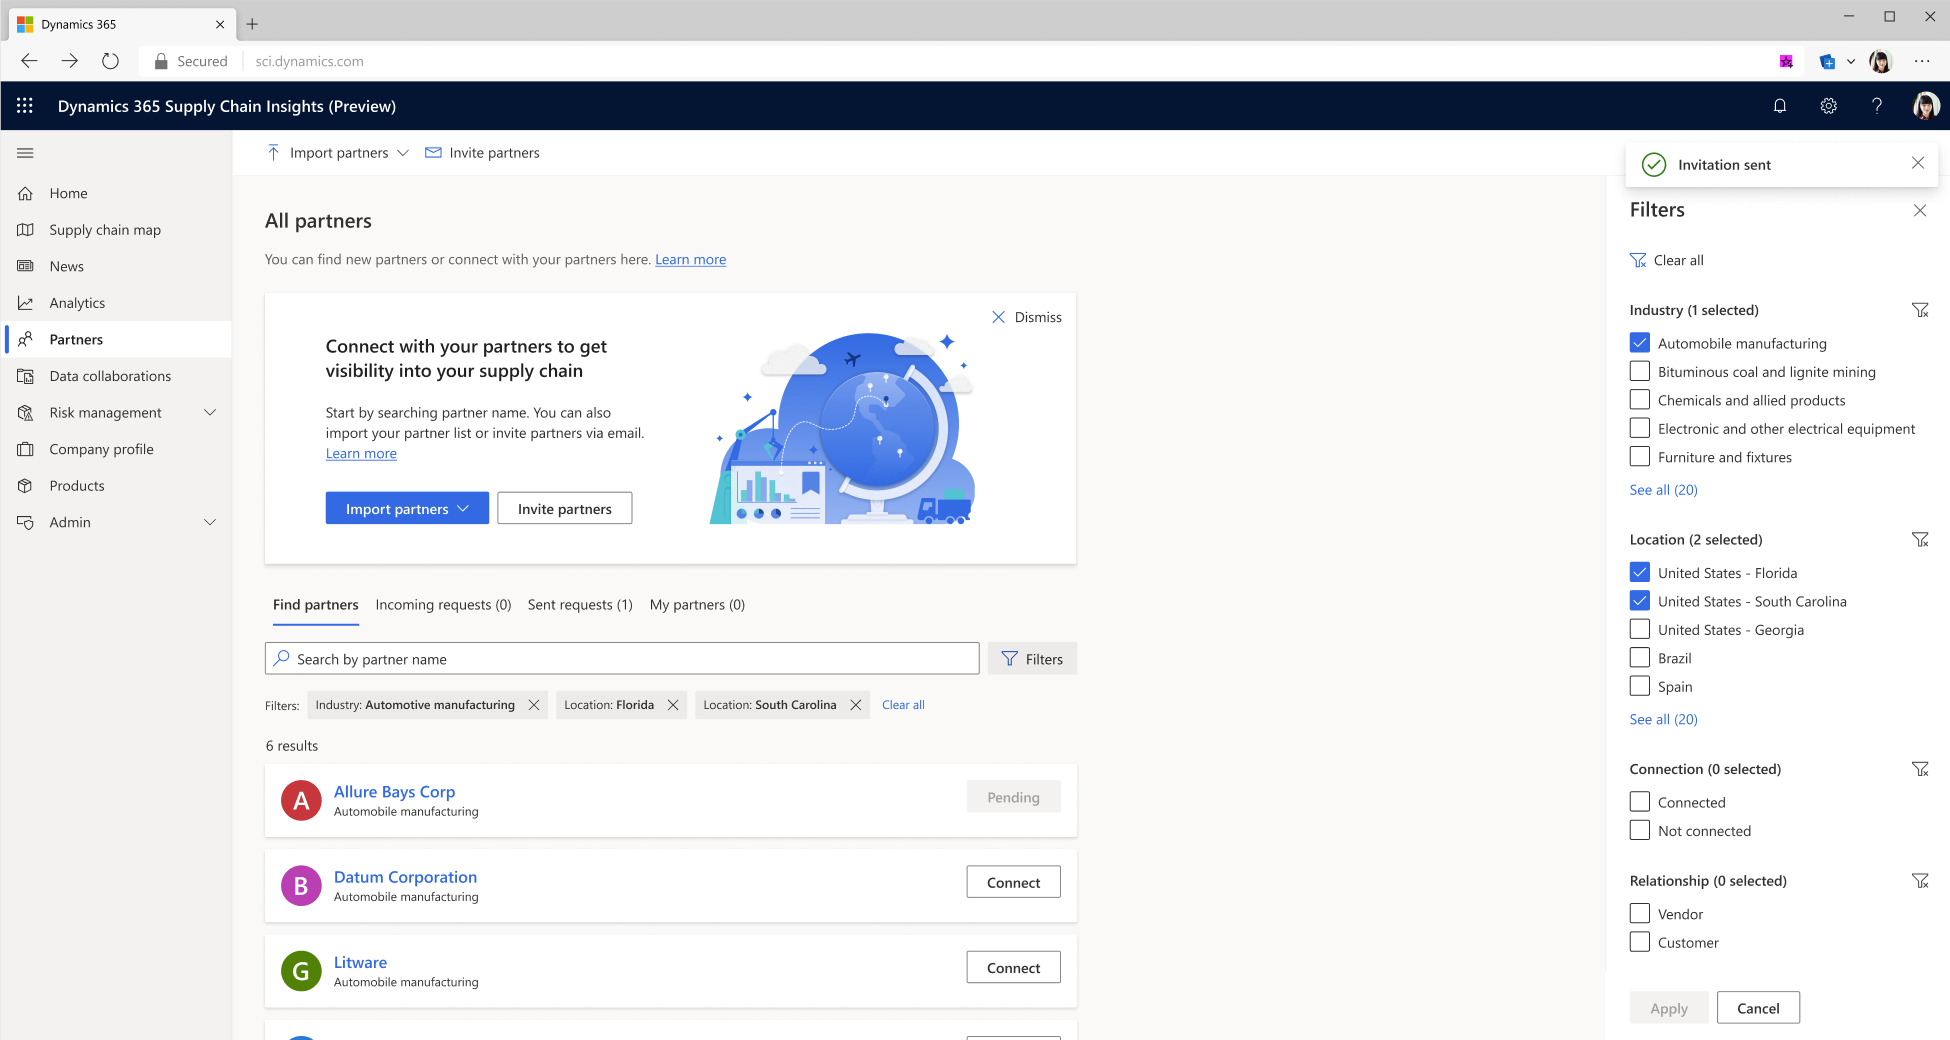 Dynamics 365
Secured
sci.dynamics.com
Dynamics 365 Supply Chain Insights (Preview)
Import partners
Invite partners
Invitation sent
Home
Supply chain map
News
Analytics
Partners
Data collaborations
Risk management
Company profile
Products
Admin
All partners
You can find new partners or connect with your partners here. Learn more
Dismiss
Connect with your partners to get
visibility into your supply chain
Start by searching partner name. You can also
import your partner list or invite partners via email.
Learn more
Import partners
Invite partners
Find partners
Incoming requests (0)
Sent requests (1)
My partners (0)
Search by partner name
Filters
Filters:
Industry: Automotive manufacturing
Location: Florida
Location: South Carolina
Clear all
6 results
A
Allure Bays Corp
Automobile manufacturing
Pending
B
Datum Corporation
Automobile manufacturing
Connect
G
Litware
Automobile manufacturing
Connect
Filters
Clear all
Industry (1 selected)
Automobile manufacturing
Bituminous coal and lignite mining
Chemicals and allied products
Electronic and other electrical equipment
Furniture and fixtures
See all (20)
Location (2 selected)
United States - Florida
United States - South Carolina
United States - Georgia
Brazil
Spain
See all (20)
Connection (0 selected)
Connected
Not connected
Relationship (0 selected)
Vendor
Customer
Apply
Cancel